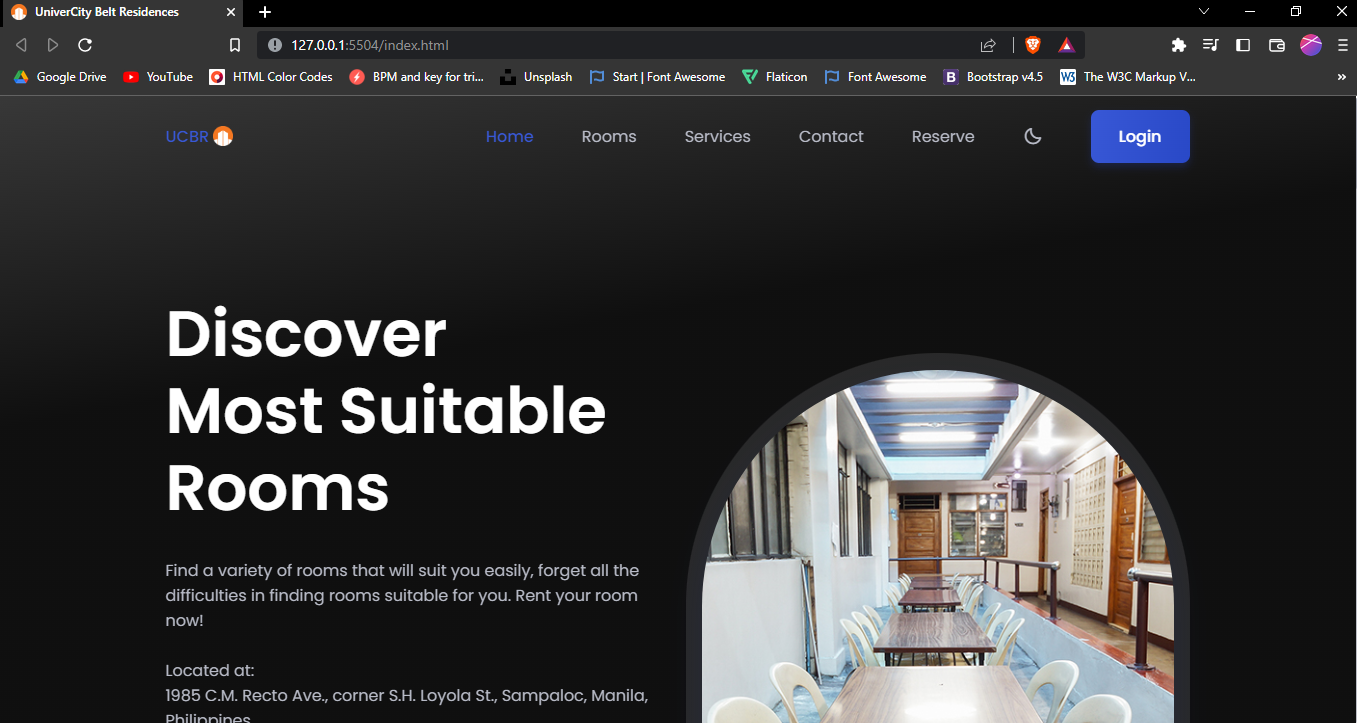 UniverCity Belt Residences
127.0.0.1:5504/index.html
Google Drive YouTube HTML Color Codes BPM and key for tri... Unsplash Start | Font Awesome Flaticon Font Awesome B Bootstrap v4.5 W3 The W3C Markup V...
UCBR Home Rooms Services Contact Reserve Login
Discover
Most Suitable
Rooms
Find a variety of rooms that will suit you easily, forget all the
difficulties in finding rooms suitable for you. Rent your room
now!
Located at:
1985 C.M. Recto Ave., corner S.H. Loyola St., Sampaloc, Manila,
Philippines